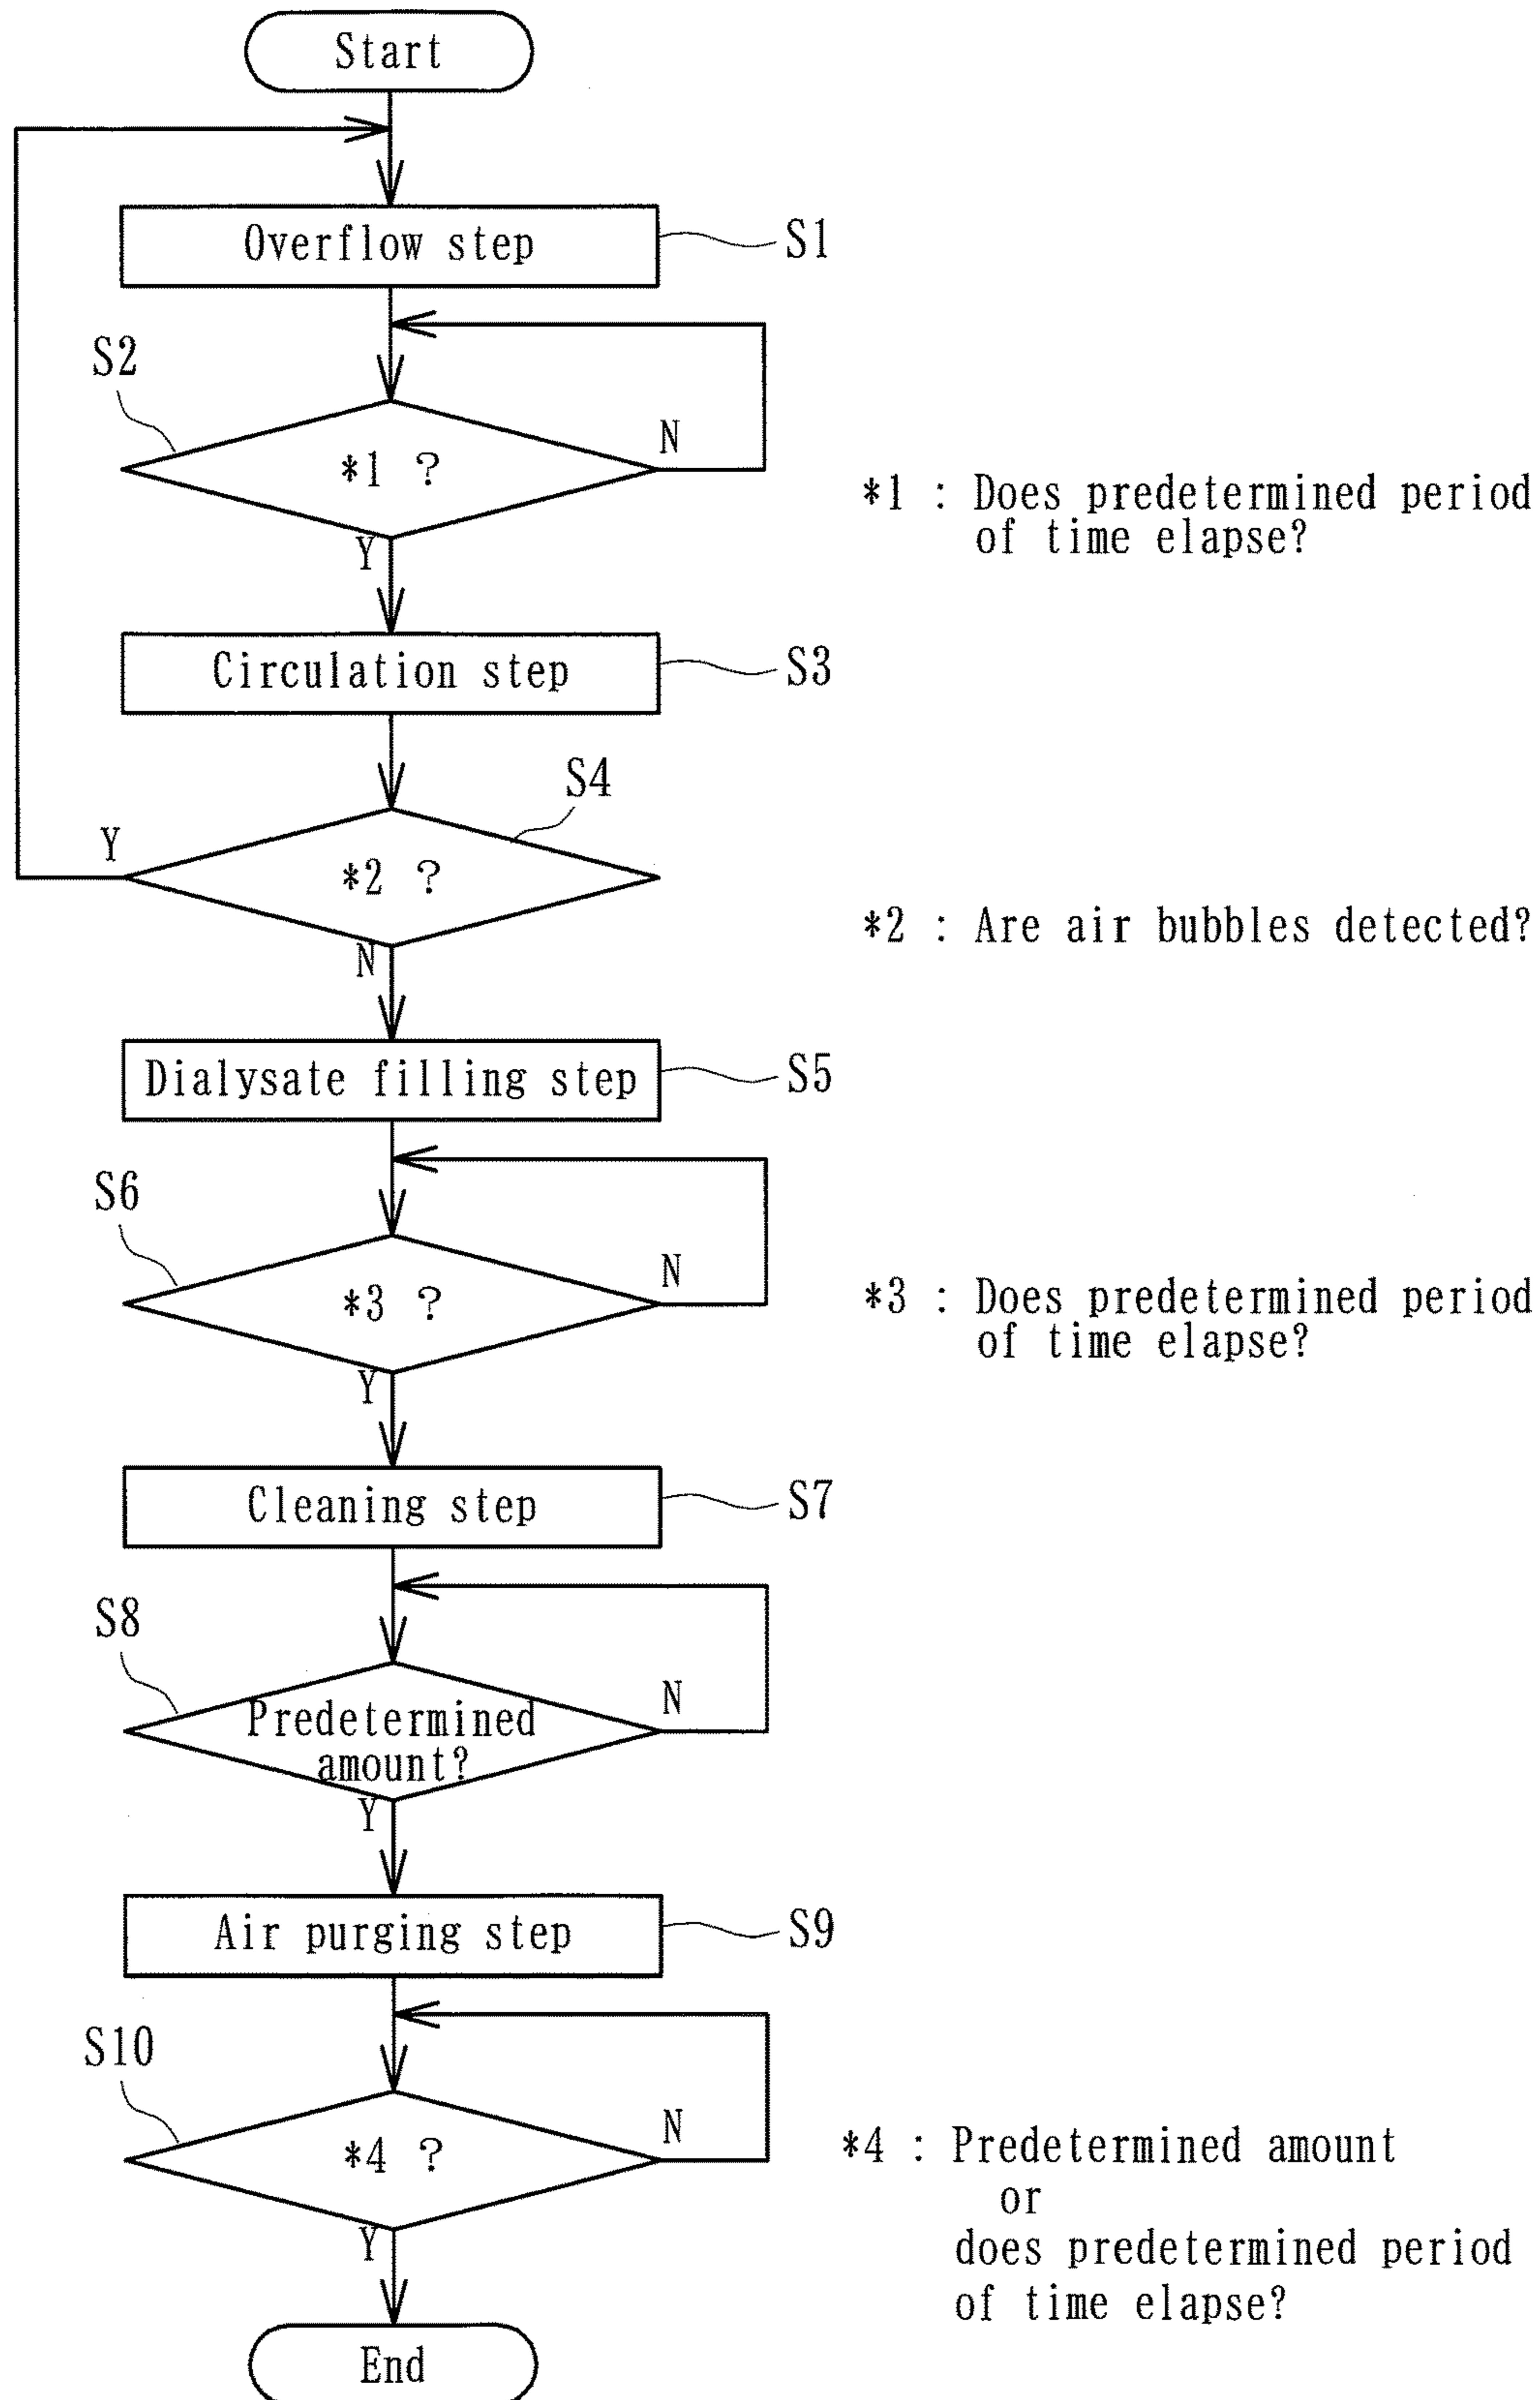 Start
Overflow step
S1
S2
*1 ?
N
Y
*1 : Does predetermined period
of time elapse?
Circulation step
S3
S4
*2 ?
Y
N
*2 : Are air bubbles detected?
Dialysate filling step
S5
S6
*3 ?
N
Y
*3 : Does predetermined period
of time elapse?
Cleaning step
S7
S8
Predetermined
amount?
N
Y
Air purging step
S9
S10
*4 ?
N
Y
*4 : Predetermined amount
or
does predetermined period
of time elapse?
End